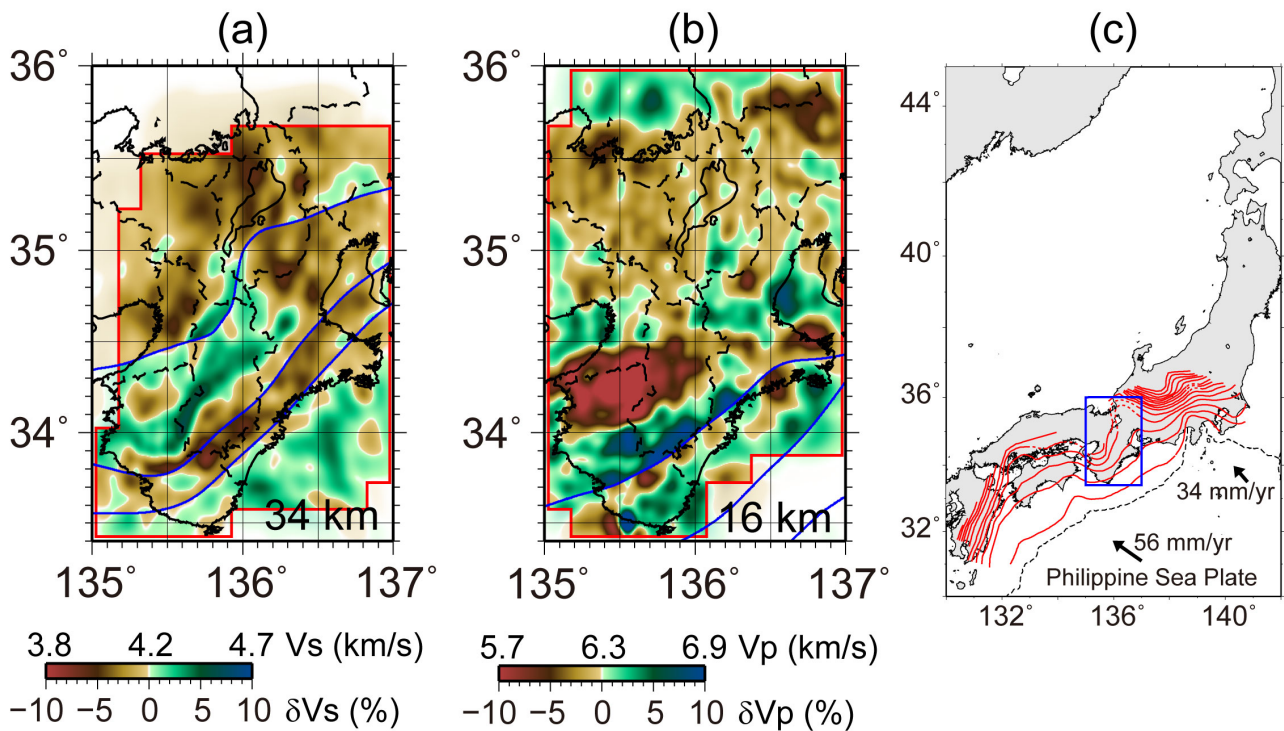 (a)
(b)
(c)
36°
35°
34°
34 km
135° 136° 137°
3.8 4.2 4.7 Vs (km/s)
−10 −5 0 5 10 δVs (%)
36°
35°
34°
16 km
135° 136° 137°
5.7 6.3 6.9 Vp (km/s)
−10 −5 0 5 10 δVp (%)
44°
40°
36°
32°
34 mm/yr
56 mm/yr
Philippine Sea Plate
132° 136° 140°